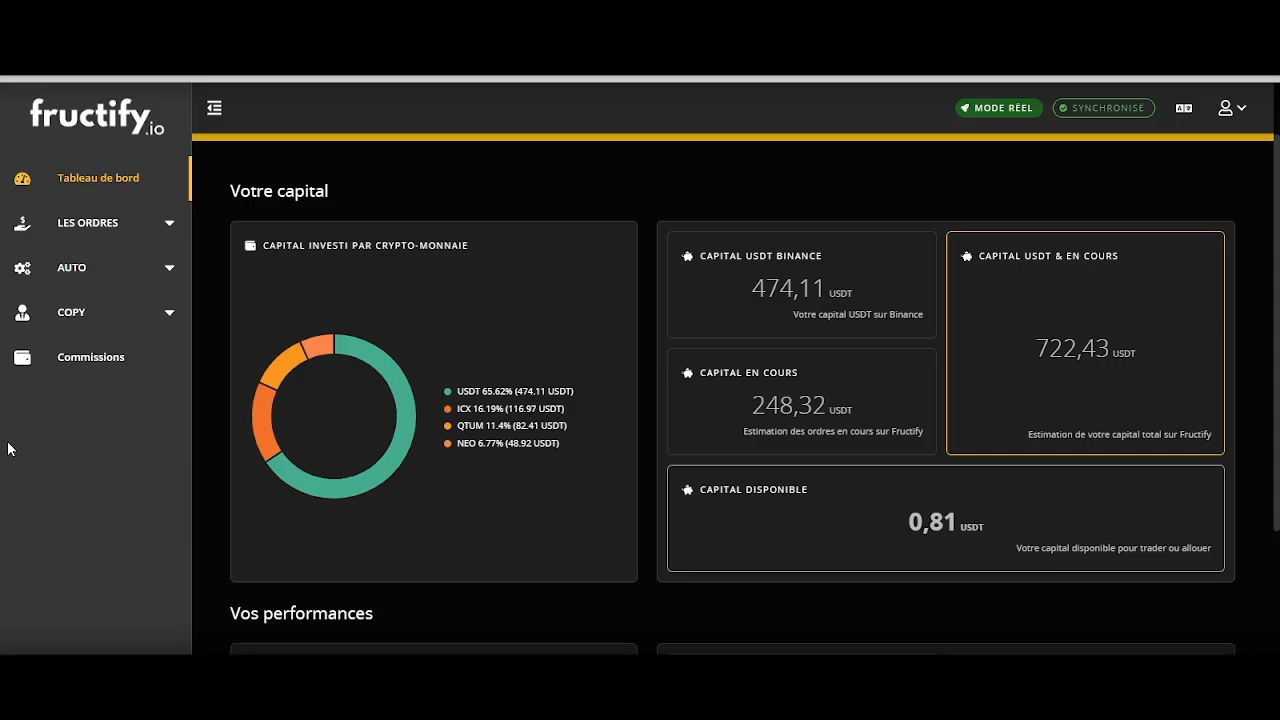 fructify.io
MODE RÉEL
SYNCHRONISÉ
Tableau de bord
LES ORDRES
AUTO
COPY
Commissions
Votre capital
CAPITAL INVESTI PAR CRYPTO-MONNAIE
USDT 65.62% (474.11 USDT)
ICX 16.19% (116.97 USDT)
QTUM 11.4% (82.41 USDT)
NEO 6.77% (48.92 USDT)
CAPITAL USDT BINANCE
474,11 USDT
Votre capital USDT sur Binance
CAPITAL EN COURS
248,32 USDT
Estimation des ordres en cours sur Fructify
CAPITAL USDT & EN COURS
722,43 USDT
Estimation de votre capital total sur Fructify
CAPITAL DISPONIBLE
0,81 USDT
Votre capital disponible pour trader ou allouer
Vos performances